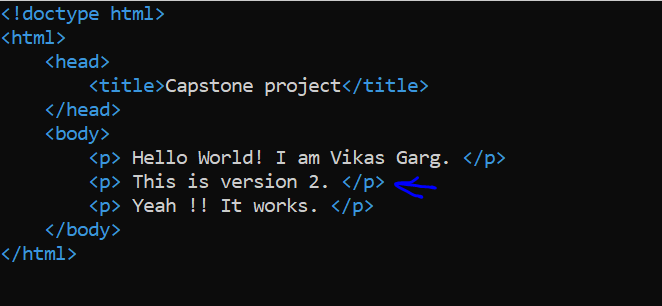 <!doctype html>
<html>
<head>
<title>Capstone project</title>
</head>
<body>
<p> Hello World! I am Vikas Garg. </p>
<p> This is version 2. </p>
<p> Yeah !! It works. </p>
</body>
</html>